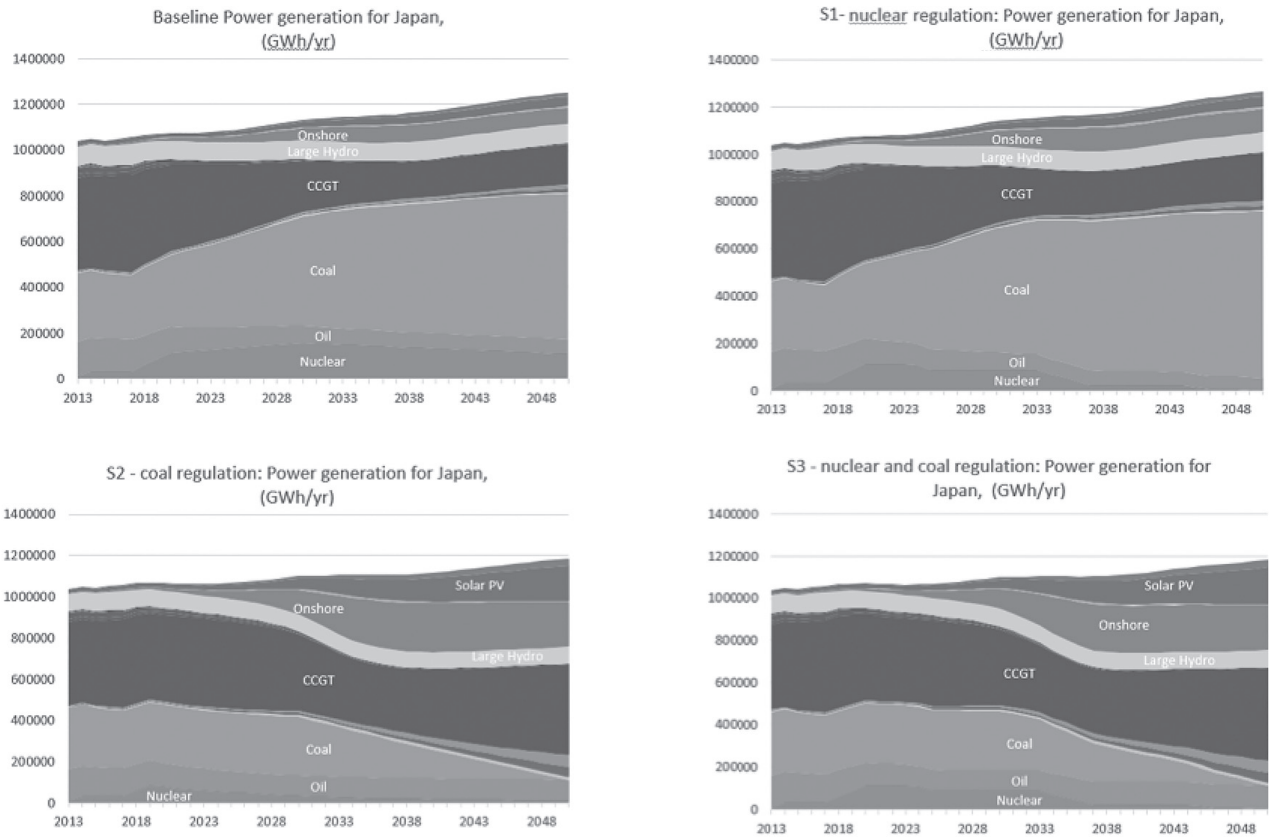 Baseline Power generation for Japan,
(GWh/yr)
1400000
1200000
1000000
800000
600000
400000
200000
0
Onshore
Large Hydro
CCGT
Coal
Oil
Nuclear
2013 2018 2023 2028 2033 2038 2043 2048
S1- nuclear regulation: Power generation for Japan,
(GWh/yr)
1400000
1200000
1000000
800000
600000
400000
200000
0
Onshore
Large Hydro
CCGT
Coal
Oil
Nuclear
2013 2018 2023 2028 2033 2038 2043 2048
S2 - coal regulation: Power generation for Japan,
(GWh/yr)
1400000
1200000
1000000
800000
600000
400000
200000
0
Solar PV
Onshore
Large Hydro
CCGT
Coal
Oil
Nuclear
2013 2018 2023 2028 2033 2038 2043 2048
S3 - nuclear and coal regulation: Power generation for
Japan, (GWh/yr)
1400000
1200000
1000000
800000
600000
400000
200000
0
Solar PV
Onshore
Large Hydro
CCGT
Coal
Oil
Nuclear
2013 2018 2023 2028 2033 2038 2043 2048